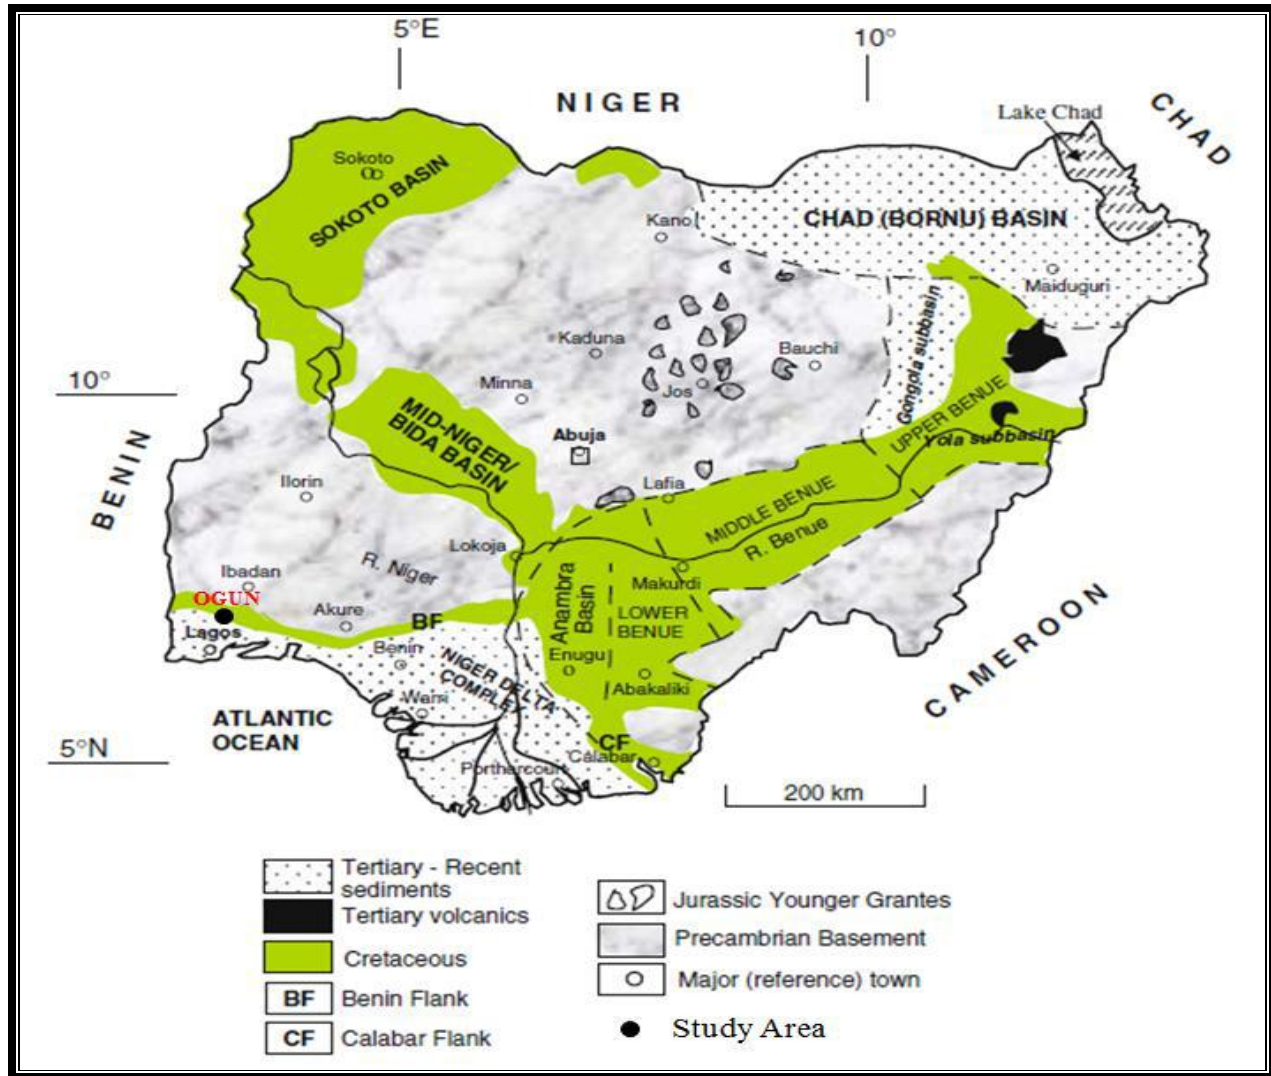 5°E
10°
NIGER
CHAD
Lake Chad
Sokoto
SOKOTO BASIN
Kano
CHAD (BORNU) BASIN
Maiduguri
Gongola subbasin
Kaduna
Bauchi
Jos
10°
Minna
MID-NIGER/
BIDA BASIN
Abuja
UPPER BENUE
Yola subbasin
BENIN
Ilorin
Lafia
MIDDLE BENUE
R. Benue
Lokoja
R. Niger
Ibadan
OGUN
Akure
BF
Anambra
Basin
Makurdi
LOWER
BENUE
Lagos
Benin
Enugu
Abakaliki
NIGER DELTA
COMPLEX
Warri
CAMEROON
ATLANTIC
OCEAN
CF
Calabar
5°N
Portharcourt
200 km
Tertiary - Recent
sediments
Tertiary volcanics
Cretaceous
BF Benin Flank
CF Calabar Flank
Jurassic Younger Grantes
Precambrian Basement
Major (reference) town
Study Area